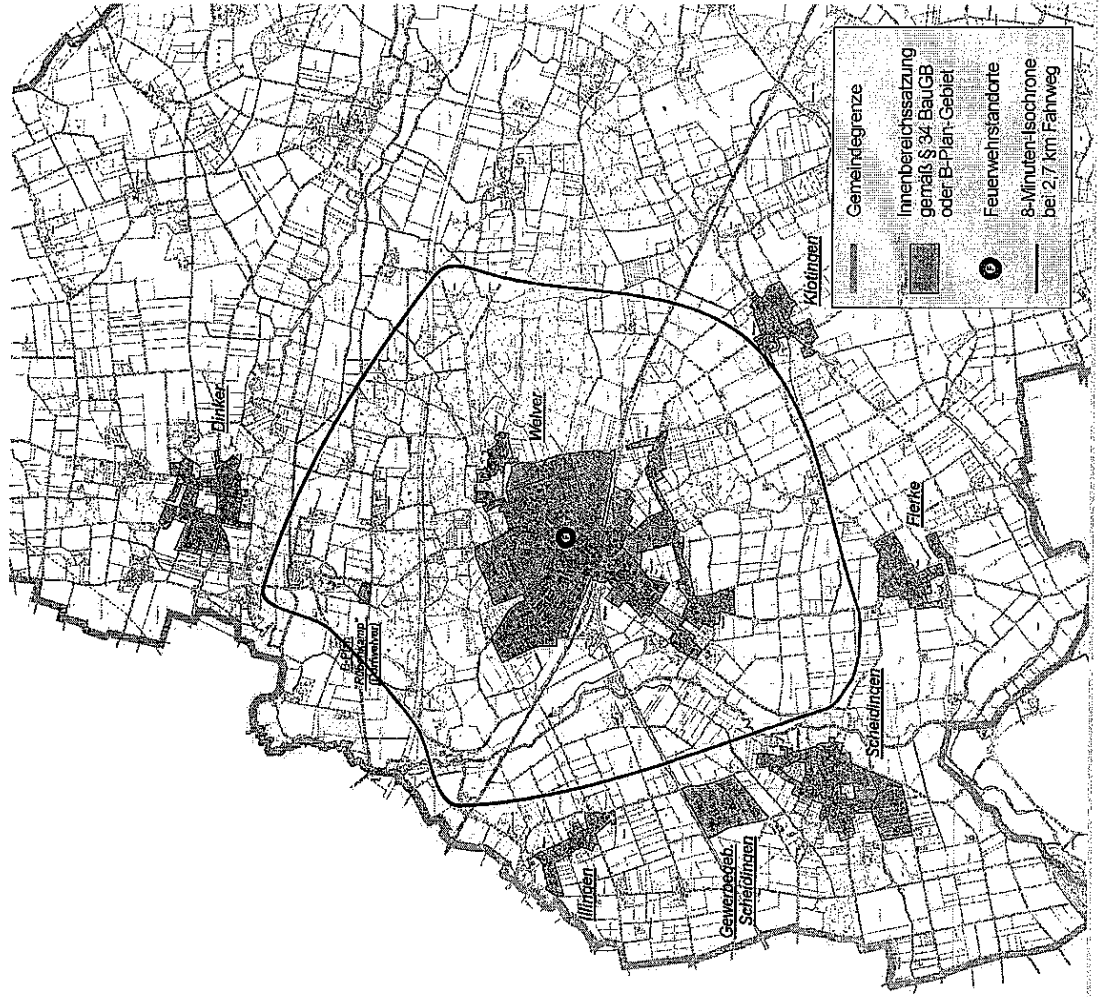 Dinker
Welver
(Dorfwelver)
Klotingen
Flerke
Scheidingen
Gewerbegeb.
Scheidingen
Illingen
Gemeindegrenze
Innenbereichssatzung
gemäß § 34 BauGB
oder B-Plan-Gebiet
Feuerwehrstandorte
8-Minuten-Isochrone
bei 2,7 km Fahrweg